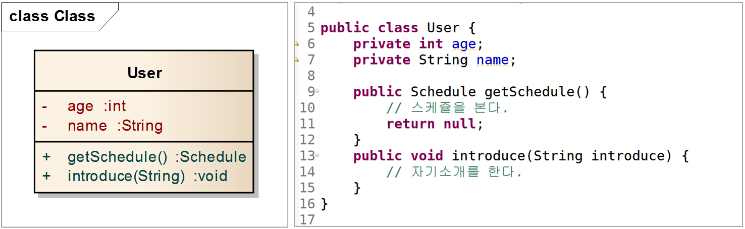 class Class
User
- age :int
- name :String
+ getSchedule() :Schedule
+ introduce(String) :void
4
5 public class User {
6 private int age;
7 private String name;
8
9 public Schedule getSchedule() {
10 // 스케쥴을 본다.
11 return null;
12 }
13 public void introduce(String introduce) {
14 // 자기소개를 한다.
15 }
16 }
17